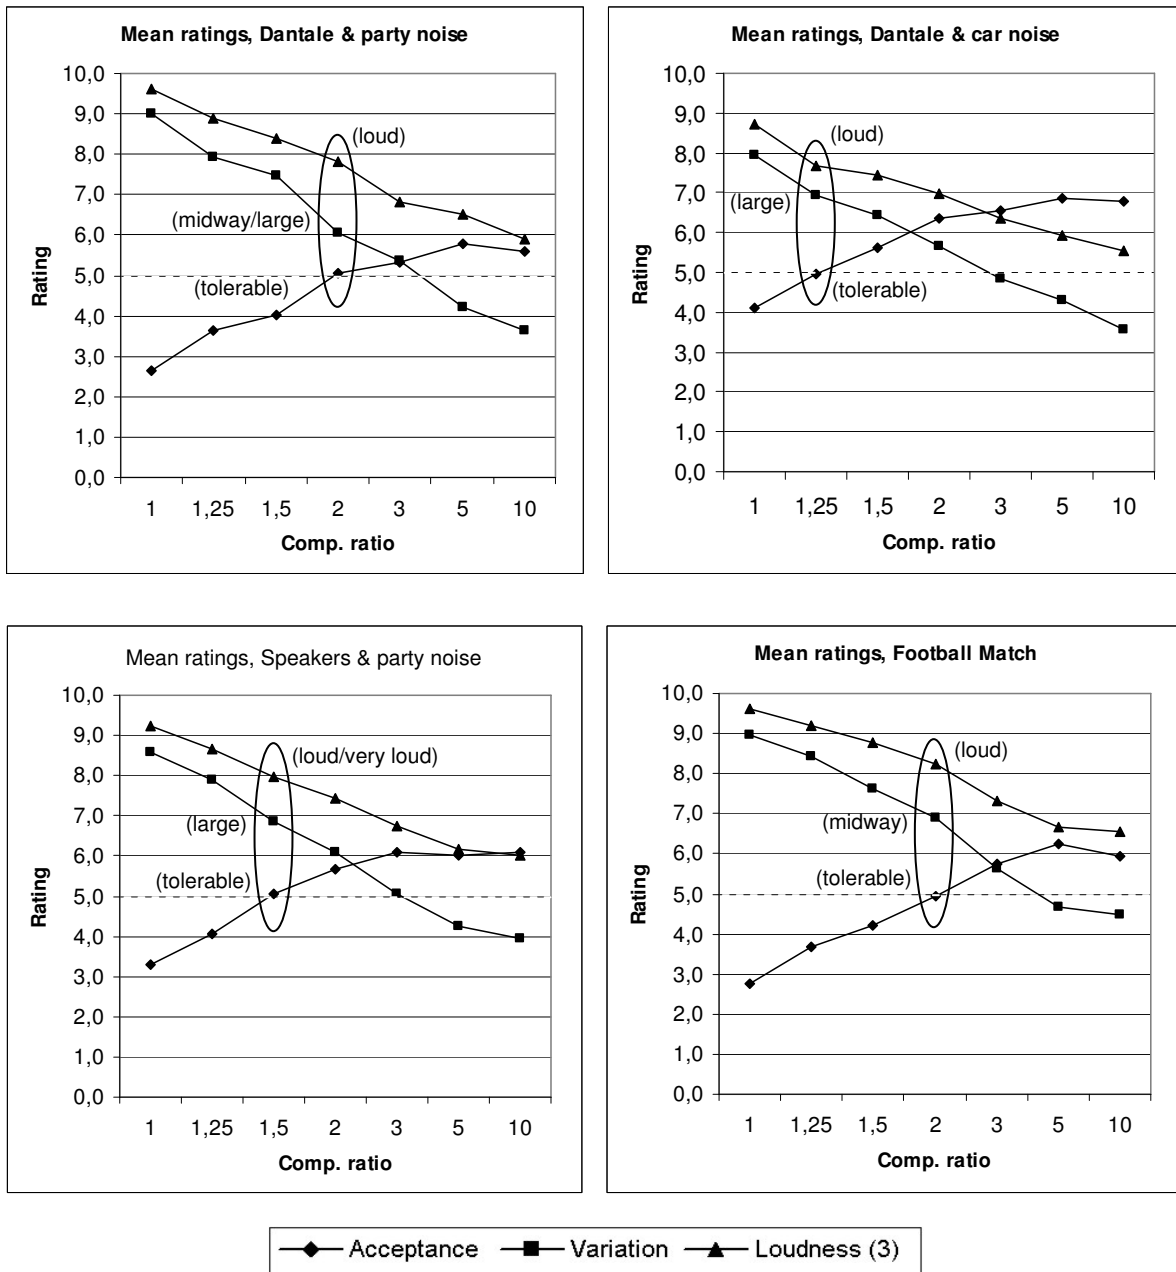 Mean ratings, Dantale & party noise
10,0
9,0
8,0
7,0
6,0
5,0
4,0
3,0
2,0
1,0
0,0
Rating
(loud)
(midway/large)
(tolerable)
1 1,25 1,5 2 3 5 10
Comp. ratio
Mean ratings, Dantale & car noise
10,0
9,0
8,0
7,0
6,0
5,0
4,0
3,0
2,0
1,0
0,0
Rating
(loud)
(large)
(tolerable)
1 1,25 1,5 2 3 5 10
Comp. ratio
Mean ratings, Speakers & party noise
10,0
9,0
8,0
7,0
6,0
5,0
4,0
3,0
2,0
1,0
0,0
Rating
(loud/very loud)
(large)
(tolerable)
1 1,25 1,5 2 3 5 10
Comp. ratio
Mean ratings, Football Match
10,0
9,0
8,0
7,0
6,0
5,0
4,0
3,0
2,0
1,0
0,0
Rating
(loud)
(midway)
(tolerable)
1 1,25 1,5 2 3 5 10
Comp. ratio
Acceptance Variation Loudness (3)